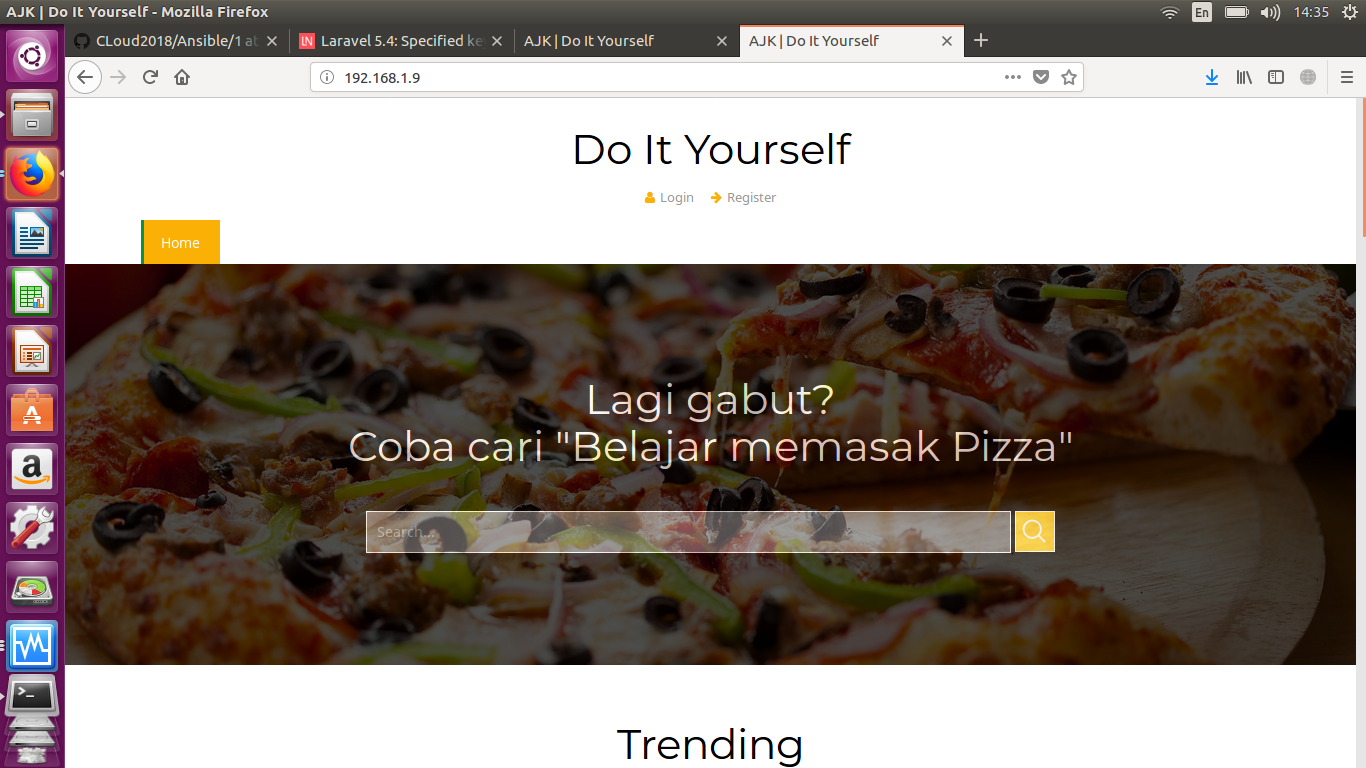 AJK | Do It Yourself - Mozilla Firefox
En
14:35
CLoud2018/Ansible/1 at
Laravel 5.4: Specified ke
AJK | Do It Yourself
AJK | Do It Yourself
192.168.1.9
Do It Yourself
Login
Register
Home
Lagi gabut?
Coba cari "Belajar memasak Pizza"
Search...
Trending